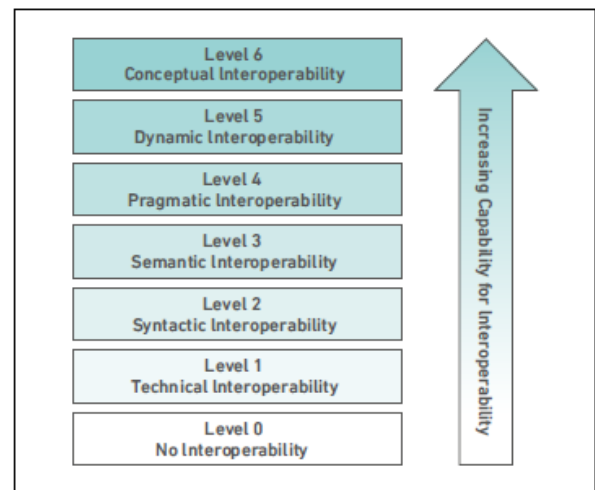 Level 6
Conceptual Interoperability
Level 5
Dynamic Interoperability
Level 4
Pragmatic Interoperability
Level 3
Semantic Interoperability
Level 2
Syntactic Interoperability
Level 1
Technical Interoperability
Level 0
No Interoperability
Increasing Capability for Interoperability